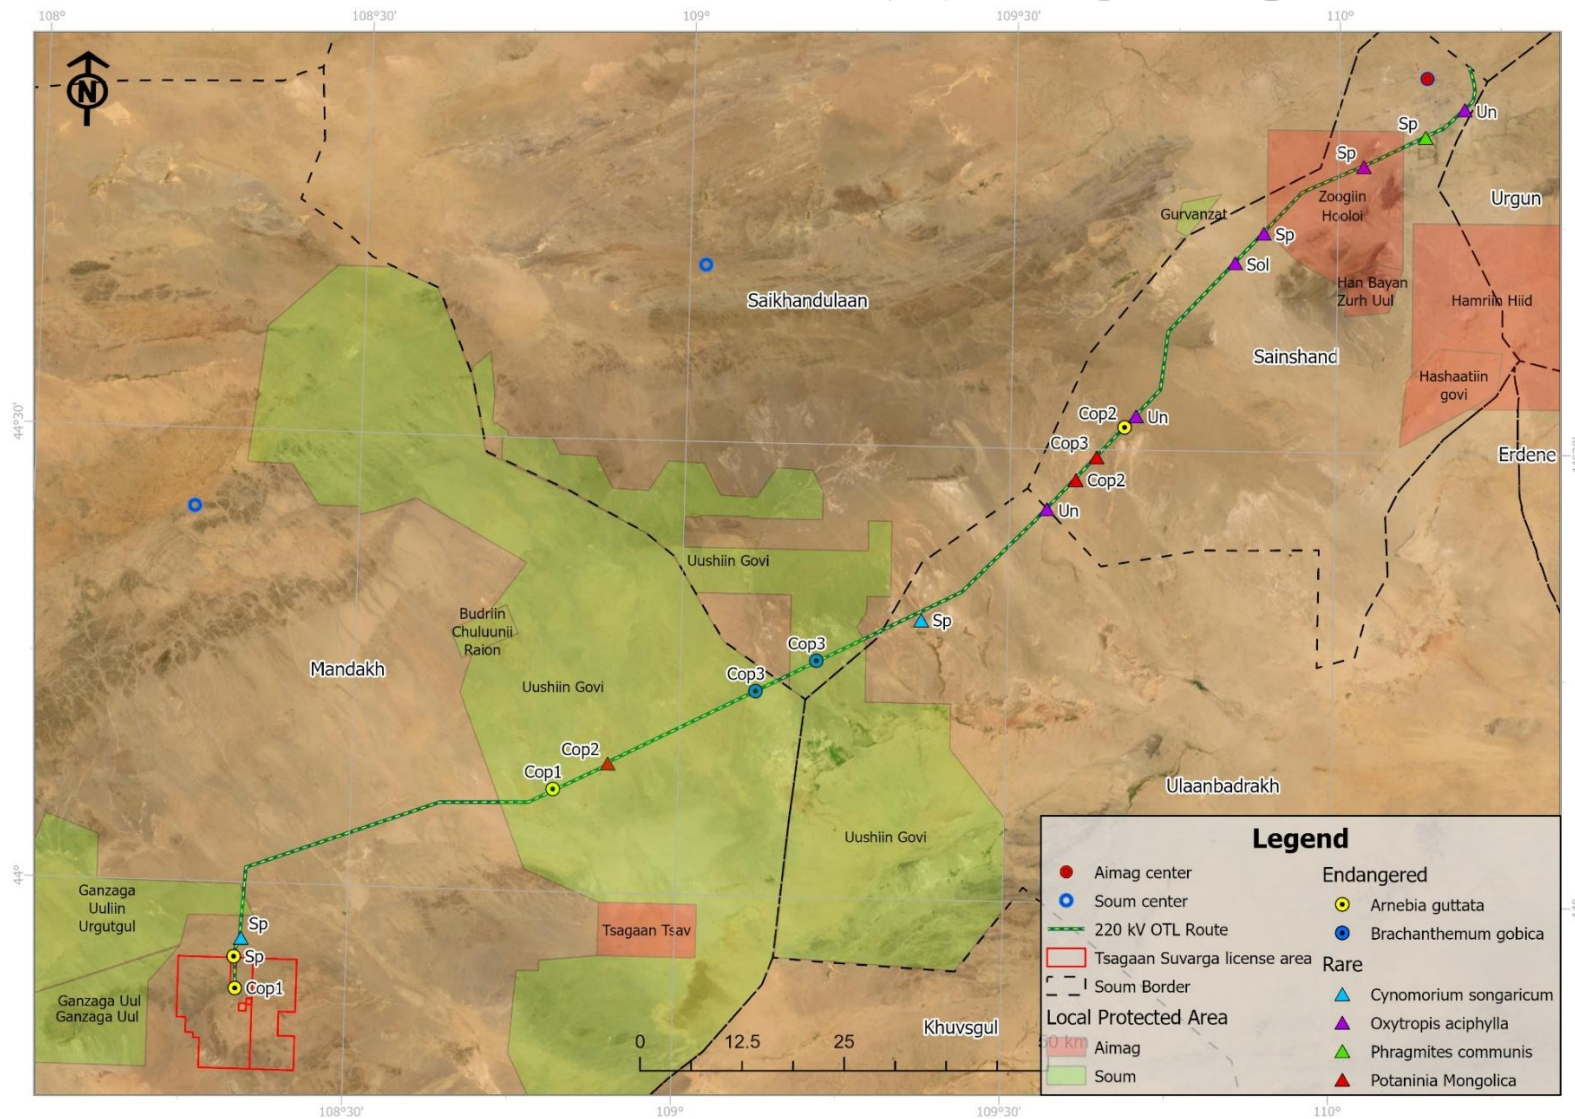 108°
108°30'
109°
109°30'
110°
N
Un
Sp
Sp
Urgun
Zoogiin
Hooloi
Gurvanzat
Sp
Sol
Han Bayan
Zurh Uul
Hamriin Hiid
Saikhandulaan
Sainshand
Hashaatiin
govi
44°30'
Cop2
Un
Cop3
Erdene
Cop2
Un
Uushiin Govi
Budriin
Chuluunii
Raion
Sp
Cop3
Mandakh
Cop3
Uushiin Govi
Cop2
Cop1
Ulaanbadrakh
Uushiin Govi
44°
Ganzaga
Uuliin
Urgutgul
Sp
Tsagaan Tsav
Sp
Cop1
Ganzaga Uul
Ganzaga Uul
Khuvsgul
0 12.5 25 50 km
Legend
Aimag center
Soum center
220 kV OTL Route
Tsagaan Suvarga license area
Soum Border
Local Protected Area
Aimag
Soum
Endangered
Arnebia guttata
Brachanthemum gobica
Rare
Cynomorium songaricum
Oxytropis aciphylla
Phragmites communis
Potaninia Mongolica
108°30'
109°
109°30'
110°